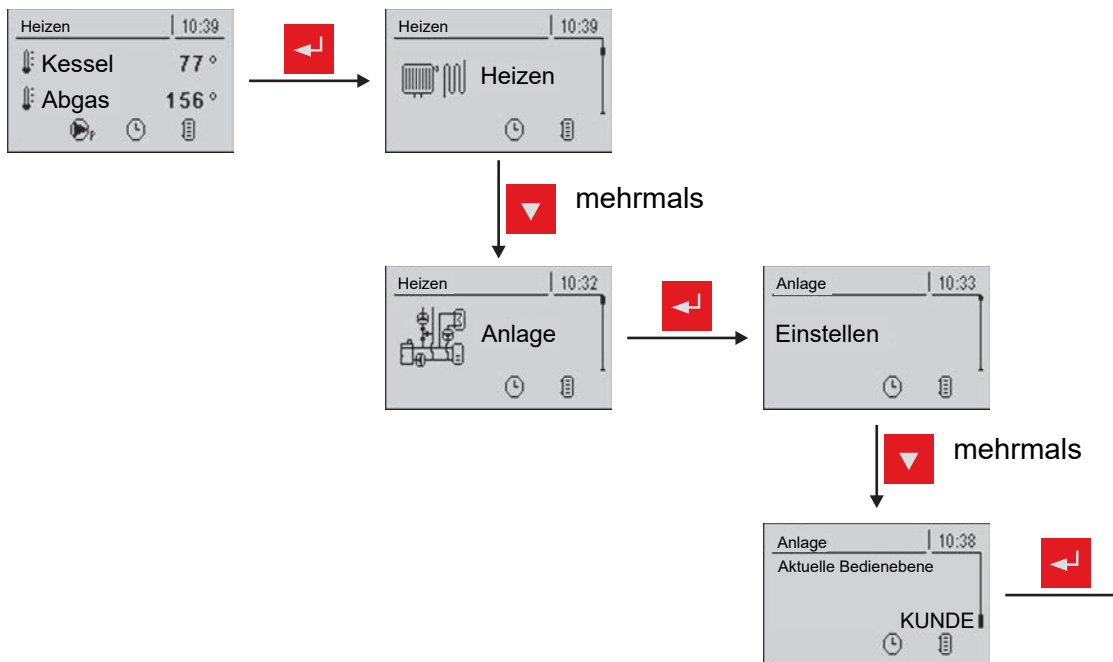 Heizen 10:39
Kessel 77°
Abgas 156°
P
Heizen 10:39
Heizen
mehrmals
Heizen 10:32
Anlage
Anlage 10:33
Einstellen
mehrmals
Anlage 10:38
Aktuelle Bedienebene
KUNDE